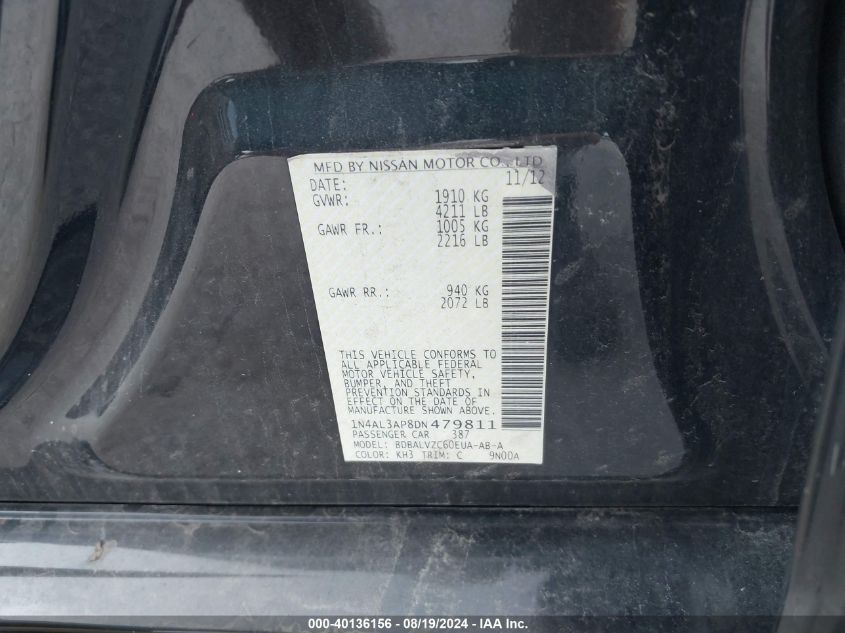 MFD BY NISSAN MOTOR CO., LTD
DATE: 11/12
GVWR: 1910 KG
4211 LB
GAWR FR.: 1005 KG
2216 LB
GAWR RR.: 940 KG
2072 LB
THIS VEHICLE CONFORMS TO
ALL APPLICABLE FEDERAL
MOTOR VEHICLE SAFETY,
BUMPER, AND THEFT
PREVENTION STANDARDS IN
EFFECT ON THE DATE OF
MANUFACTURE SHOWN ABOVE.
1N4AL3AP8DN479811
PASSENGER CAR 387
MODEL: BDBALVZC60EUA-AB-A
COLOR: KH3 TRIM: C 9N00A
000-40136156 - 08/19/2024 - IAA Inc.